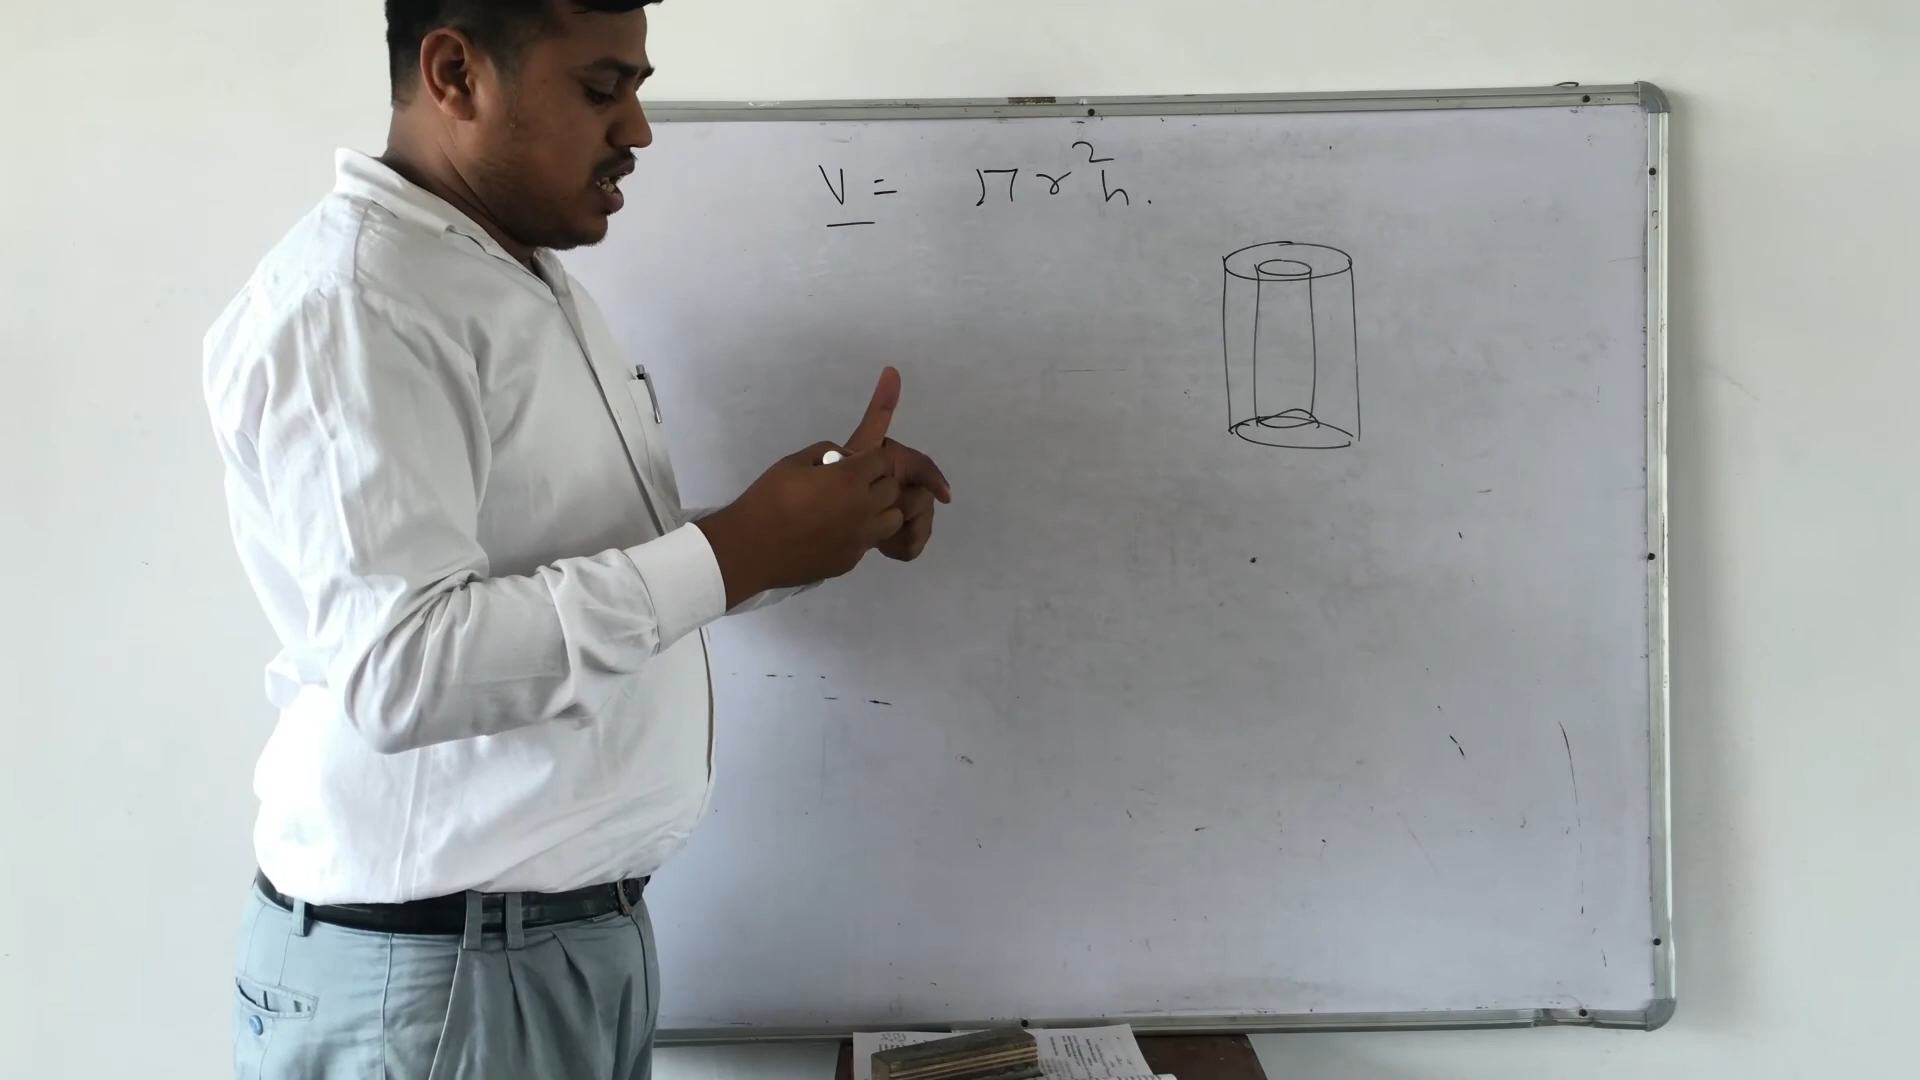 V = πr²h.